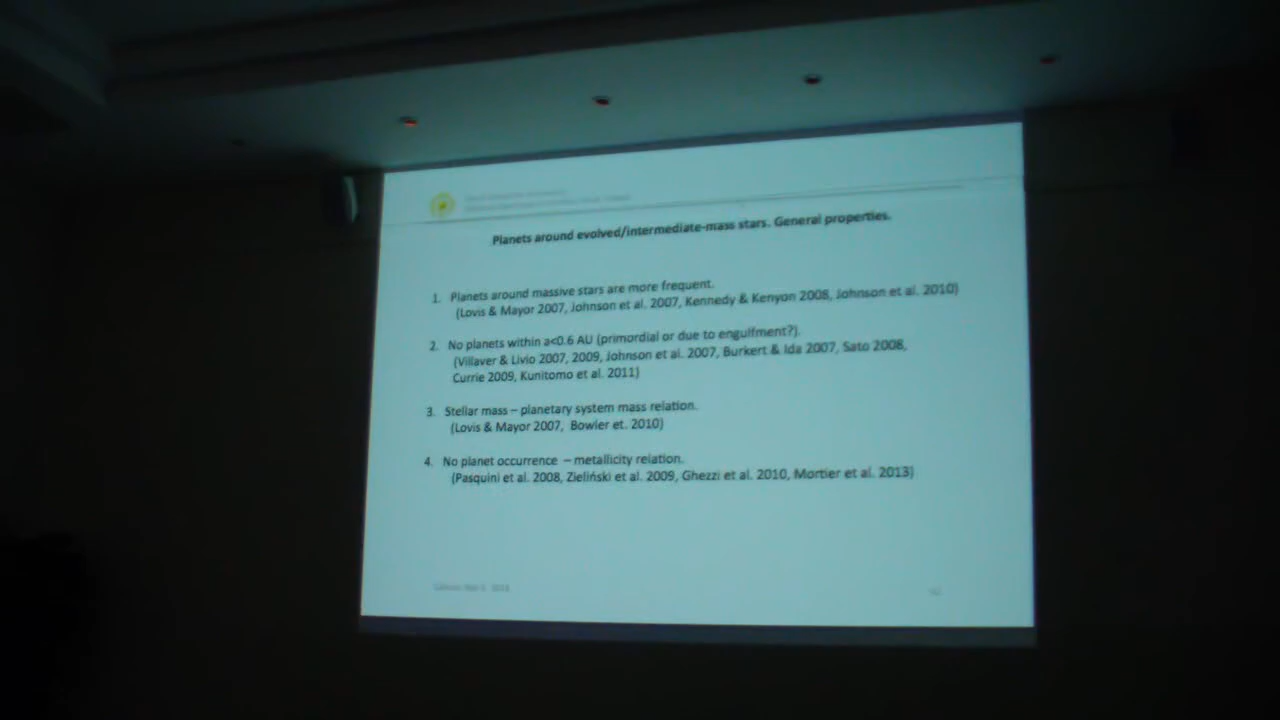 Planets around evolved/intermediate-mass stars. General properties.
1. Planets around massive stars are more frequent.
(Lovis & Mayor 2007, Johnson et al. 2007, Kennedy & Kenyon 2008, Johnson et al. 2010)
2. No planets within a<0.6 AU (primordial or due to engulfment?).
(Villaver & Livio 2007, 2009, Johnson et al. 2007, Burkert & Ida 2007, Sato 2008,
Currie 2009, Kunitomo et al. 2011)
3. Stellar mass – planetary system mass relation.
(Lovis & Mayor 2007, Bowler et. 2010)
4. No planet occurrence – metallicity relation.
(Pasquini et al. 2008, Zieliński et al. 2009, Ghezzi et al. 2010, Mortier et al. 2013)